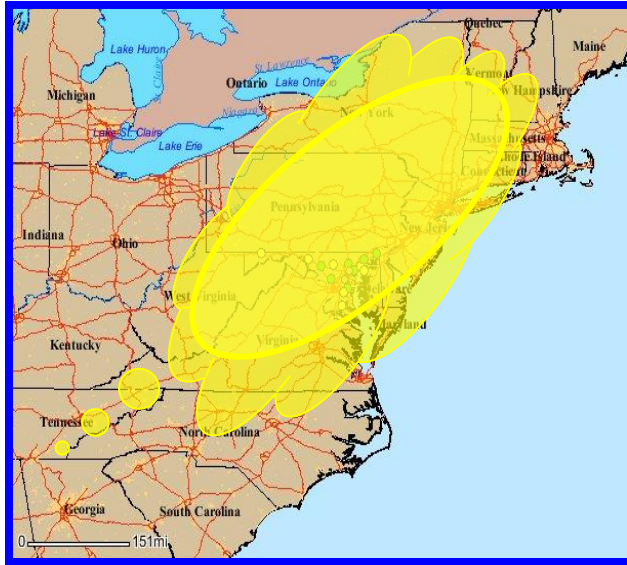 Quebec
Maine
Lake Huron
St. Lawrence
Ontario
Lake Ontario
Vermont
Michigan
New Hampshire
New York
Niagara
Lake St. Claire
Massachusetts
Lake Erie
Rhode Island
Connecticut
Pennsylvania
New Jersey
Indiana
Ohio
West Virginia
Maryland
Kentucky
Virginia
Tennessee
North Carolina
Georgia
South Carolina
0
151mi